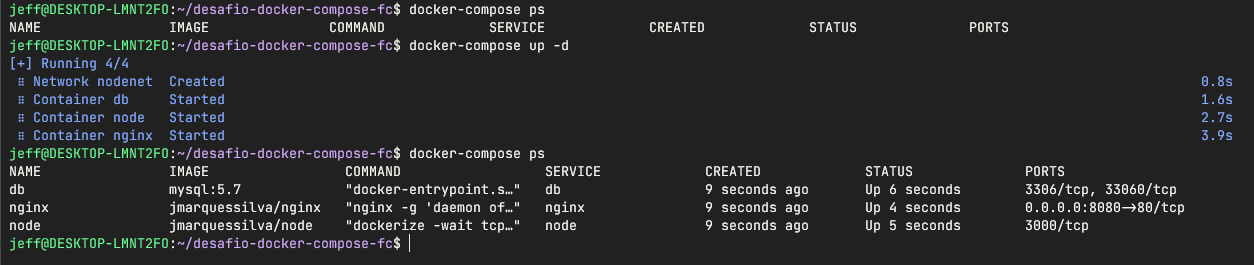 jeff@DESKTOP-LMNT2FO:~/desafio-docker-compose-fc$ docker-compose ps
NAME IMAGE COMMAND SERVICE CREATED STATUS PORTS
jeff@DESKTOP-LMNT2FO:~/desafio-docker-compose-fc$ docker-compose up -d
[+] Running 4/4
⠿ Network nodenet Created 0.8s
⠿ Container db Started 1.6s
⠿ Container node Started 2.7s
⠿ Container nginx Started 3.9s
jeff@DESKTOP-LMNT2FO:~/desafio-docker-compose-fc$ docker-compose ps
NAME IMAGE COMMAND SERVICE CREATED STATUS PORTS
db mysql:5.7 "docker-entrypoint.s…" db 9 seconds ago Up 6 seconds 3306/tcp, 33060/tcp
nginx jmarquessilva/nginx "nginx -g 'daemon of…" nginx 9 seconds ago Up 4 seconds 0.0.0.0:8080->80/tcp
node jmarquessilva/node "dockerize -wait tcp…" node 9 seconds ago Up 5 seconds 3000/tcp
jeff@DESKTOP-LMNT2FO:~/desafio-docker-compose-fc$